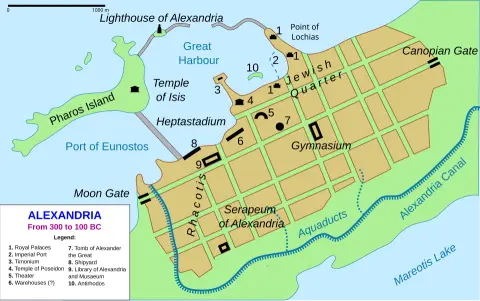 0 1000 m
Lighthouse of Alexandria
Point of
Lochias
Great
Harbour
Canopian Gate
1
2
1
10
Jewish
Quarter
Temple
of Isis
3
1
4
Pharos Island
5
7
Heptastadium
Gymnasium
Port of Eunostos
8
6
9
Alexandria Canal
Moon Gate
Rhacotis
Serapeum
of Alexandria
Aquaducts
Mareotis Lake
ALEXANDRIA
From 300 to 100 BC
Legend:
1. Royal Palaces
2. Imperial Port
3. Timonium
4. Temple of Poseidon
5. Theater
6. Warehouses (?)
7. Tomb of Alexander
the Great
8. Shipyard
9. Library of Alexandria
and Musaeum
10. Antirhodos